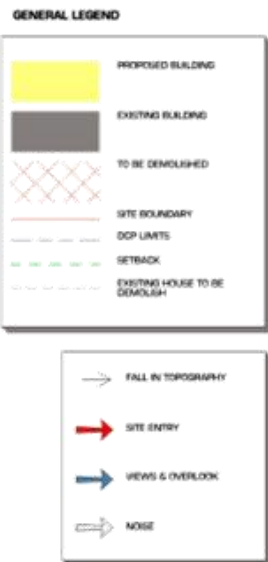 GENERAL LEGEND
PROPOSED BUILDING
EXISTING BUILDING
TO BE DEMOLISHED
SITE BOUNDARY
DCP LIMITS
SETBACK
EXISTING HOUSE TO BE
DEMOLISH
FALL IN TOPOGRAPHY
SITE ENTRY
VIEWS & OVERLOOK
NOISE